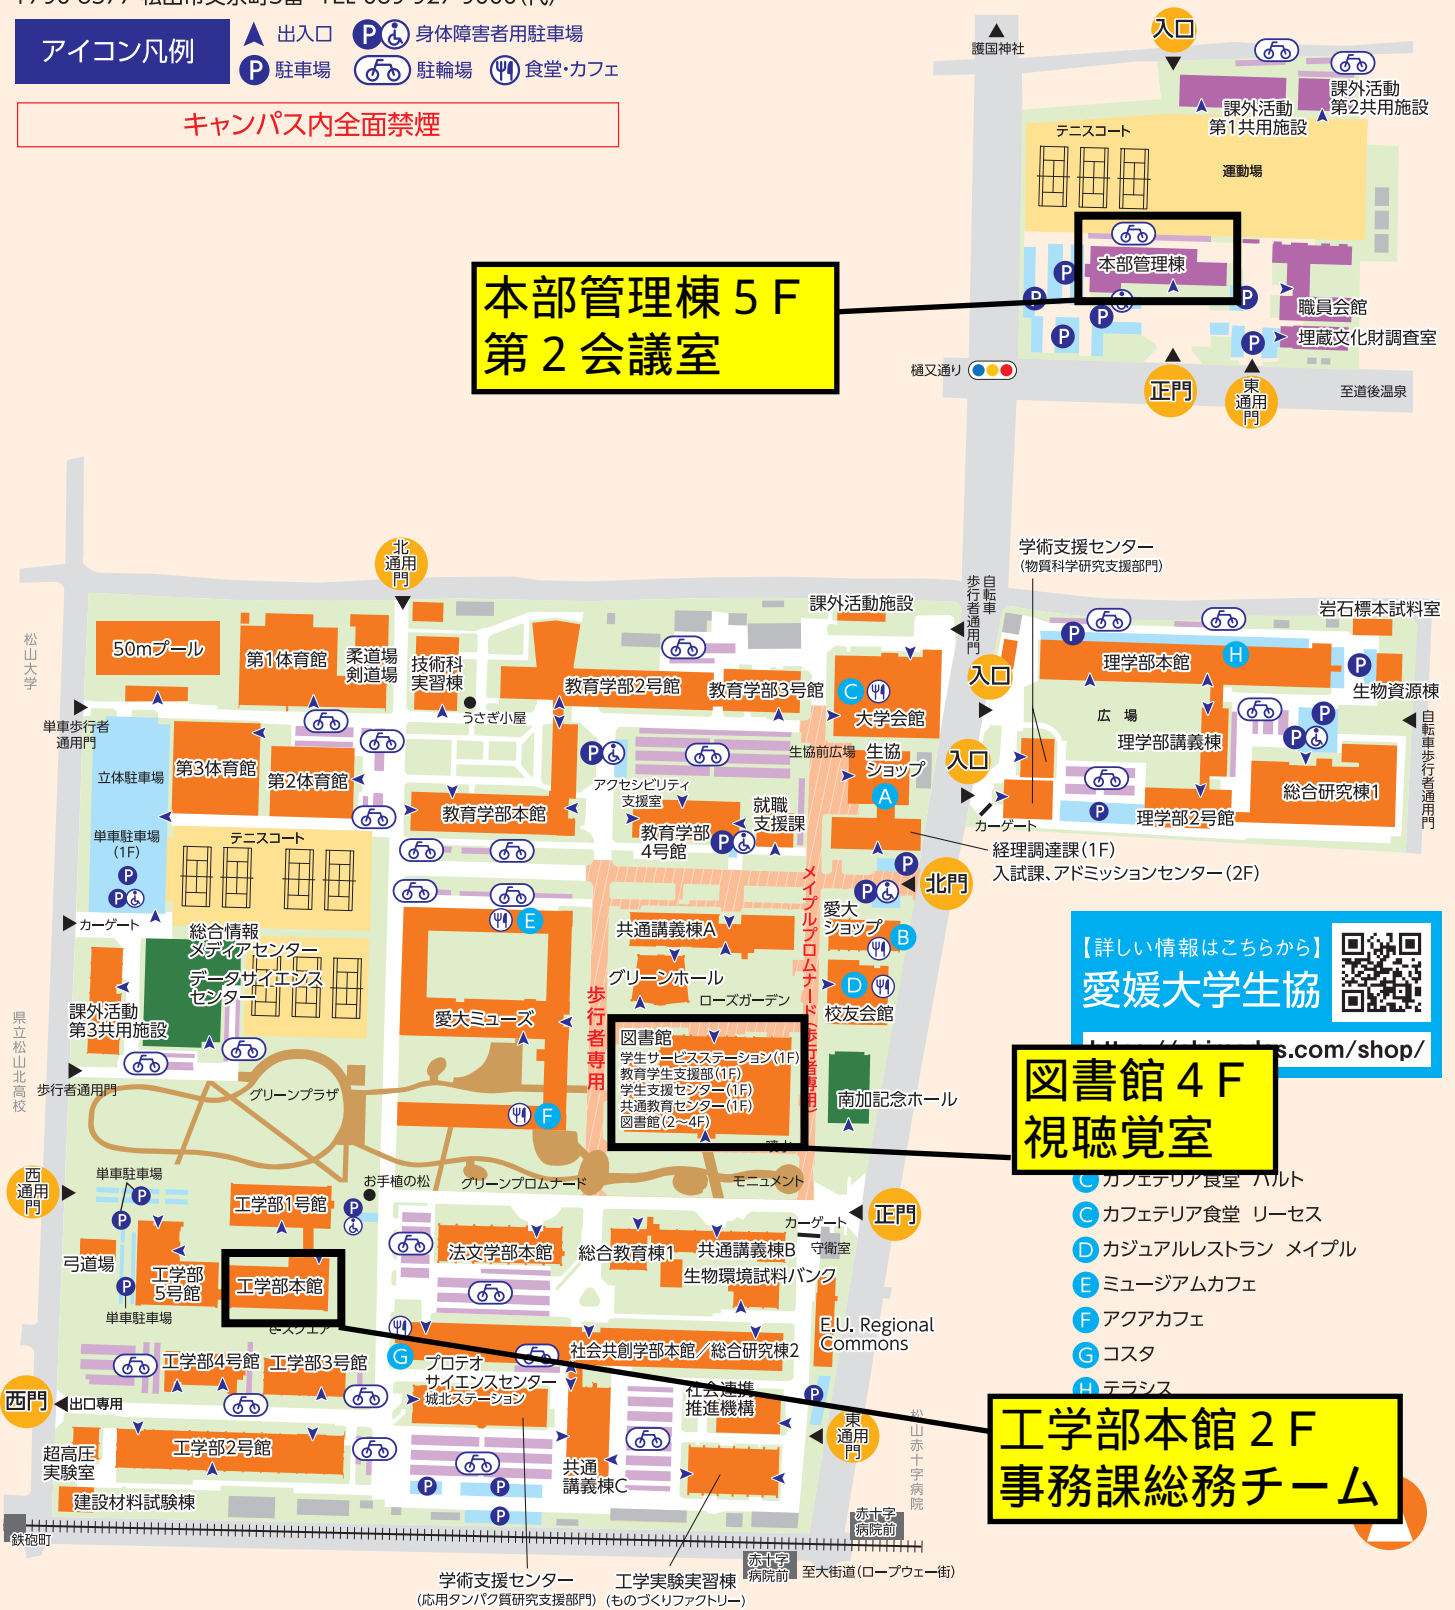 アイコン凡例
出入口
身体障害者用駐車場
駐車場
駐輪場
食堂・カフェ
キャンパス内全面禁煙
護国神社
入口
課外活動
第1共用施設
課外活動
第2共用施設
テニスコート
運動場
本部管理棟
職員会館
埋蔵文化財調査室
樋又通り
正門
東
通用
門
至道後温泉
本部管理棟５F
第２会議室
北
通用
門
松山大学
50mプール
第1体育館
柔道場
剣道場
技術科
実習棟
うさぎ小屋
教育学部2号館
教育学部3号館
課外活動施設
大学会館
C
生協前広場
生協
ショップ
A
自転車
歩行者通用門
入口
入口
カーゲート
学術支援センター
(物質科学研究支援部門)
岩石標本試料室
理学部本館
H
生物資源棟
広 場
理学部講義棟
総合研究棟1
理学部2号館
自転車歩行者通用門
経理調達課(1F)
入試課、アドミッションセンター(2F)
単車歩行者
通用門
立体駐車場
第3体育館
第2体育館
単車駐車場
(1F)
テニスコート
教育学部本館
アクセシビリティ
支援室
教育学部
4号館
就職
支援課
北門
メイプルプロムナード(歩行者専用)
歩行者専用
カーゲート
総合情報
メディアセンター
データサイエンス
センター
課外活動
第3共用施設
県立松山北高校
歩行者通用門
グリーンプラザ
E
愛大ミューズ
F
共通講義棟A
グリーンホール
ローズガーデン
愛大
ショップ
B
D
校友会館
図書館
学生サービスステーション(1F)
教育学生支援部(1F)
学生支援センター(1F)
共通教育センター(1F)
図書館(2〜4F)
南加記念ホール
【詳しい情報はこちらから】
愛媛大学生協
図書館４F
視聴覚室
西
通用
門
単車駐車場
お手植の松
グリーンプロムナード
モニュメント
正門
カーゲート
守衛室
工学部1号館
弓道場
工学部
5号館
工学部本館
単車駐車場
法文学部本館
総合教育棟1
共通講義棟B
生物環境試料バンク
E.U. Regional
Commons
社会共創学部本館／総合研究棟2
G
プロテオ
サイエンスセンター
城北ステーション
工学部4号館
工学部3号館
西門
出口専用
社会連携
推進機構
東
通用
門
松山赤十字病院
超高圧
実験室
工学部2号館
建設材料試験棟
共通
講義棟C
鉄砲町
赤十字
病院前
赤十字
病院前
至大街道(ロープウェー街)
学術支援センター
(応用タンパク質研究支援部門)
工学実験実習棟
(ものづくりファクトリー)
C カフェテリア食堂 パルト
C カフェテリア食堂 リーセス
D カジュアルレストラン メイプル
E ミュージアムカフェ
F アクアカフェ
G コスタ
H テラシス
工学部本館２F
事務課総務チーム